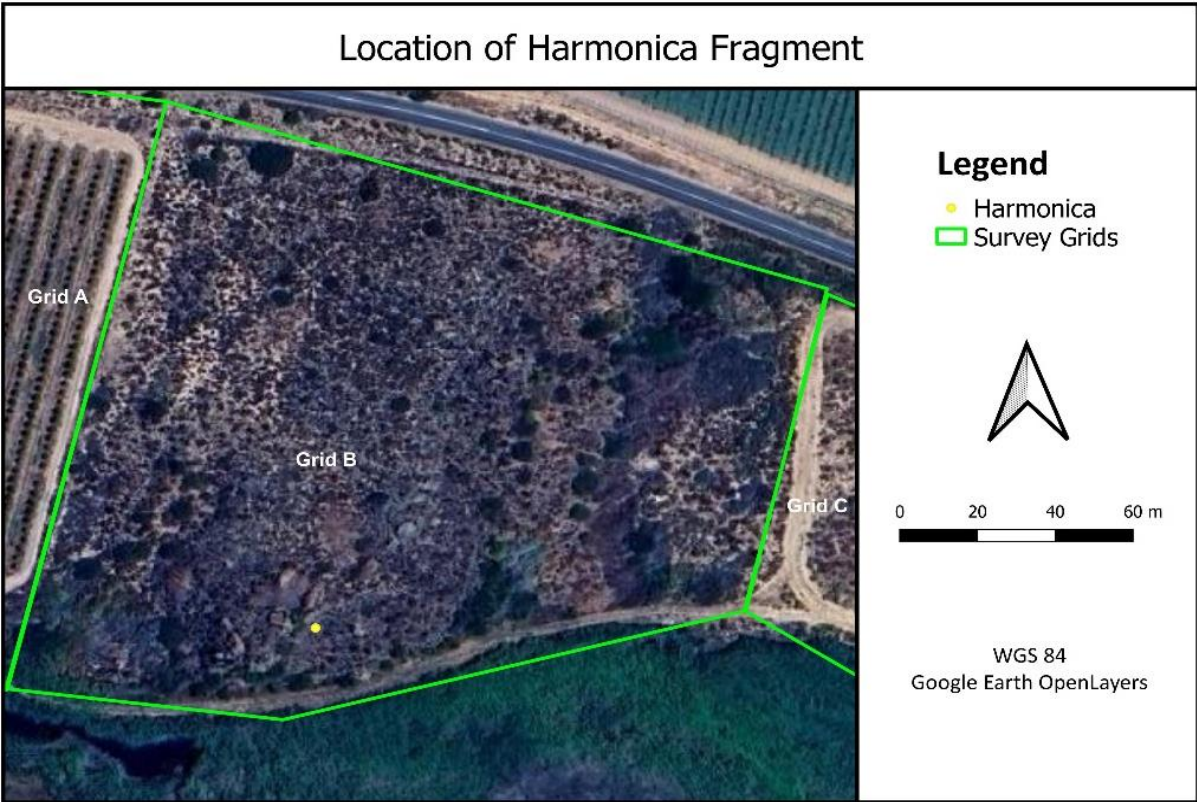 Location of Harmonica Fragment
Grid A
Grid B
Grid C
Legend
Harmonica
Survey Grids
0 20 40 60 m
WGS 84
Google Earth OpenLayers